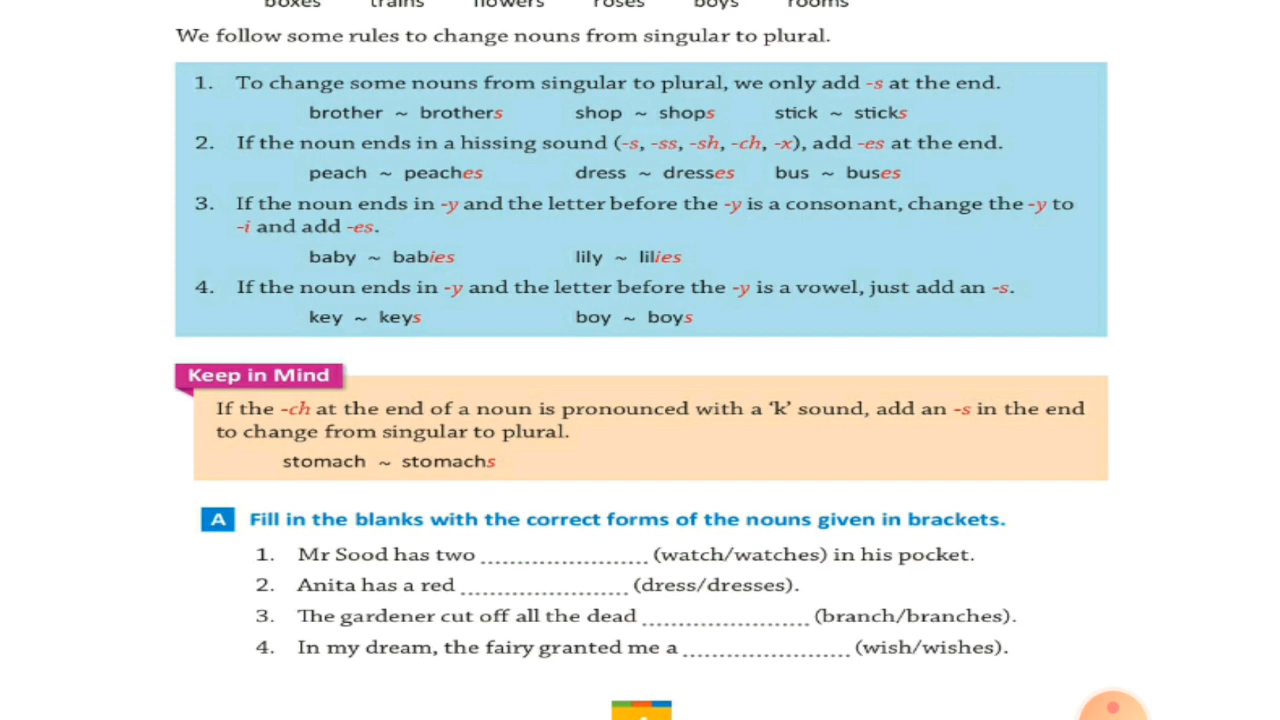 boxes trains flowers roses boys rooms
We follow some rules to change nouns from singular to plural.
1. To change some nouns from singular to plural, we only add -s at the end.
brother ~ brothers shop ~ shops stick ~ sticks
2. If the noun ends in a hissing sound (-s, -ss, -sh, -ch, -x), add -es at the end.
peach ~ peaches dress ~ dresses bus ~ buses
3. If the noun ends in -y and the letter before the -y is a consonant, change the -y to
-i and add -es.
baby ~ babies lily ~ lilies
4. If the noun ends in -y and the letter before the -y is a vowel, just add an -s.
key ~ keys boy ~ boys
Keep in Mind
If the -ch at the end of a noun is pronounced with a ‘k’ sound, add an -s in the end
to change from singular to plural.
stomach ~ stomachs
A Fill in the blanks with the correct forms of the nouns given in brackets.
1. Mr Sood has two ..................... (watch/watches) in his pocket.
2. Anita has a red ..................... (dress/dresses).
3. The gardener cut off all the dead ..................... (branch/branches).
4. In my dream, the fairy granted me a ..................... (wish/wishes).